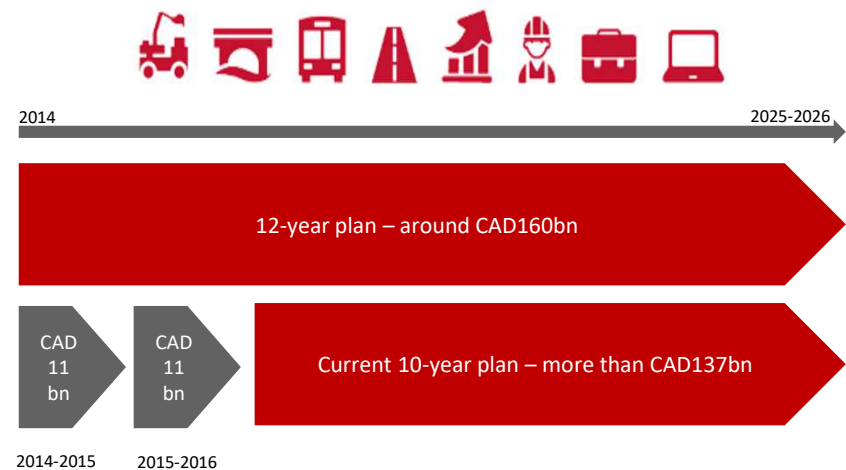 2014
2025-2026
12-year plan – around CAD160bn
CAD
11
bn
CAD
11
bn
Current 10-year plan – more than CAD137bn
2014-2015
2015-2016